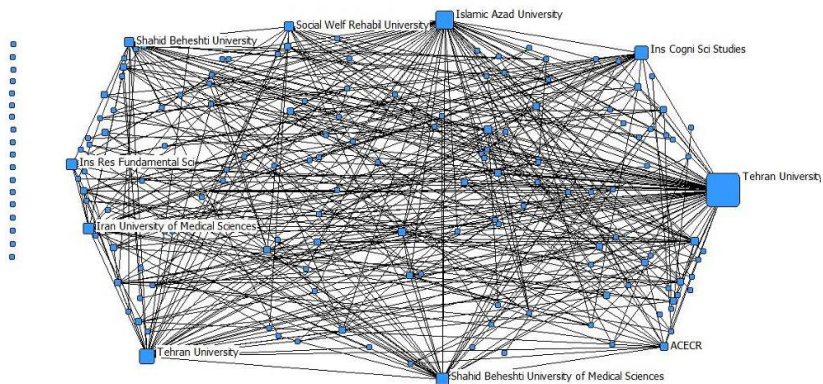 Islamic Azad University
Social Welf Rehabil University
Shahid Beheshti University
Ins Cogni Sci Studies
Ins Res Fundamental Sci
Tehran University
Iran University of Medical Sciences
ACECR
Tehran University
Shahid Beheshti University of Medical Sciences